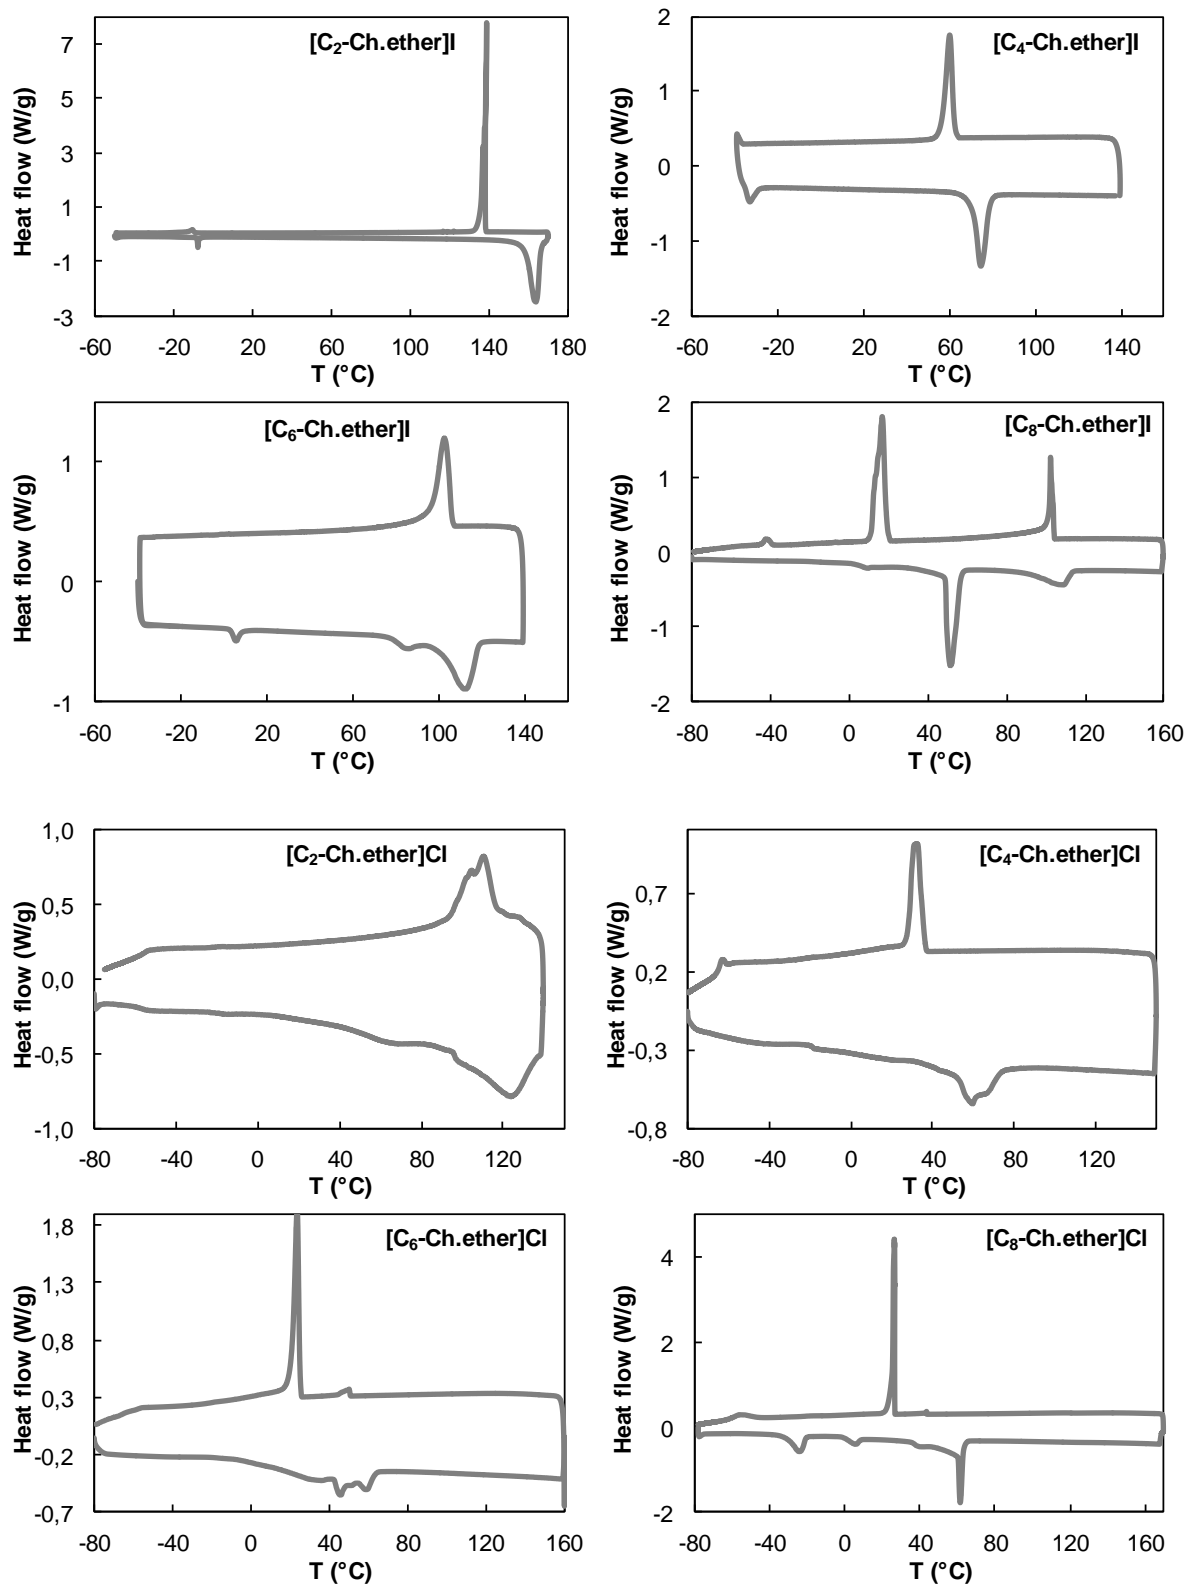 [C₂-Ch.ether]I
Heat flow (W/g)
7
5
3
1
-1
-3
-60 -20 20 60 100 140 180
T (°C)
[C₄-Ch.ether]I
Heat flow (W/g)
2
1
0
-1
-2
-60 -20 20 60 100 140
T (°C)
[C₆-Ch.ether]I
Heat flow (W/g)
1
0
-1
-60 -20 20 60 100 140
T (°C)
[C₈-Ch.ether]I
Heat flow (W/g)
2
1
0
-1
-2
-80 -40 0 40 80 120 160
T (°C)
[C₂-Ch.ether]Cl
Heat flow (W/g)
1,0
0,5
0,0
-0,5
-1,0
-80 -40 0 40 80 120
T (°C)
[C₄-Ch.ether]Cl
Heat flow (W/g)
0,7
0,2
-0,3
-0,8
-80 -40 0 40 80 120
T (°C)
[C₆-Ch.ether]Cl
Heat flow (W/g)
1,8
1,3
0,8
0,3
-0,2
-0,7
-80 -40 0 40 80 120 160
T (°C)
[C₈-Ch.ether]Cl
Heat flow (W/g)
4
2
0
-2
-80 -40 0 40 80 120 160
T (°C)